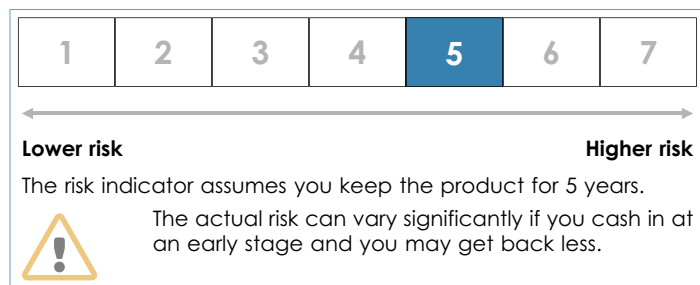 1 2 3 4 5 6 7
Lower risk Higher risk
The risk indicator assumes you keep the product for 5 years.
The actual risk can vary significantly if you cash in at
an early stage and you may get back less.